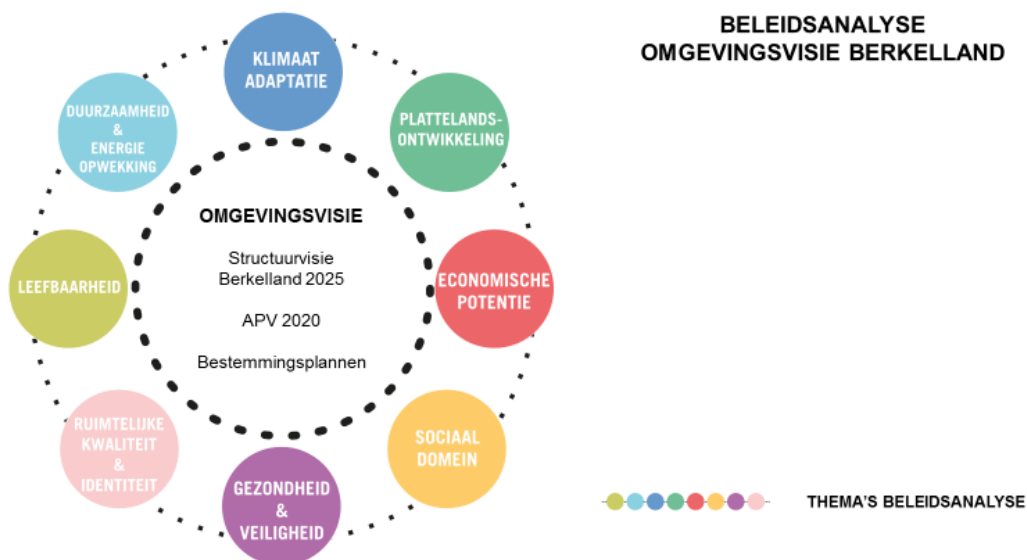 BELEIDSANALYSE
OMGEVINGSVISIE BERKELLAND
KLIMAAT
ADAPTATIE
DUURZAAMHEID
&
ENERGIE
OPWEKKING
PLATTELANDS-
ONTWIKKELING
OMGEVINGSVISIE
Structuurvisie
Berkelland 2025
APV 2020
Bestemmingsplannen
LEEFBAARHEID
ECONOMISCHE
POTENTIE
RUIMTELIJKE
KWALITEIT
&
IDENTITEIT
SOCIAAL
DOMEIN
GEZONDHEID
&
VEILIGHEID
THEMA'S BELEIDSANALYSE